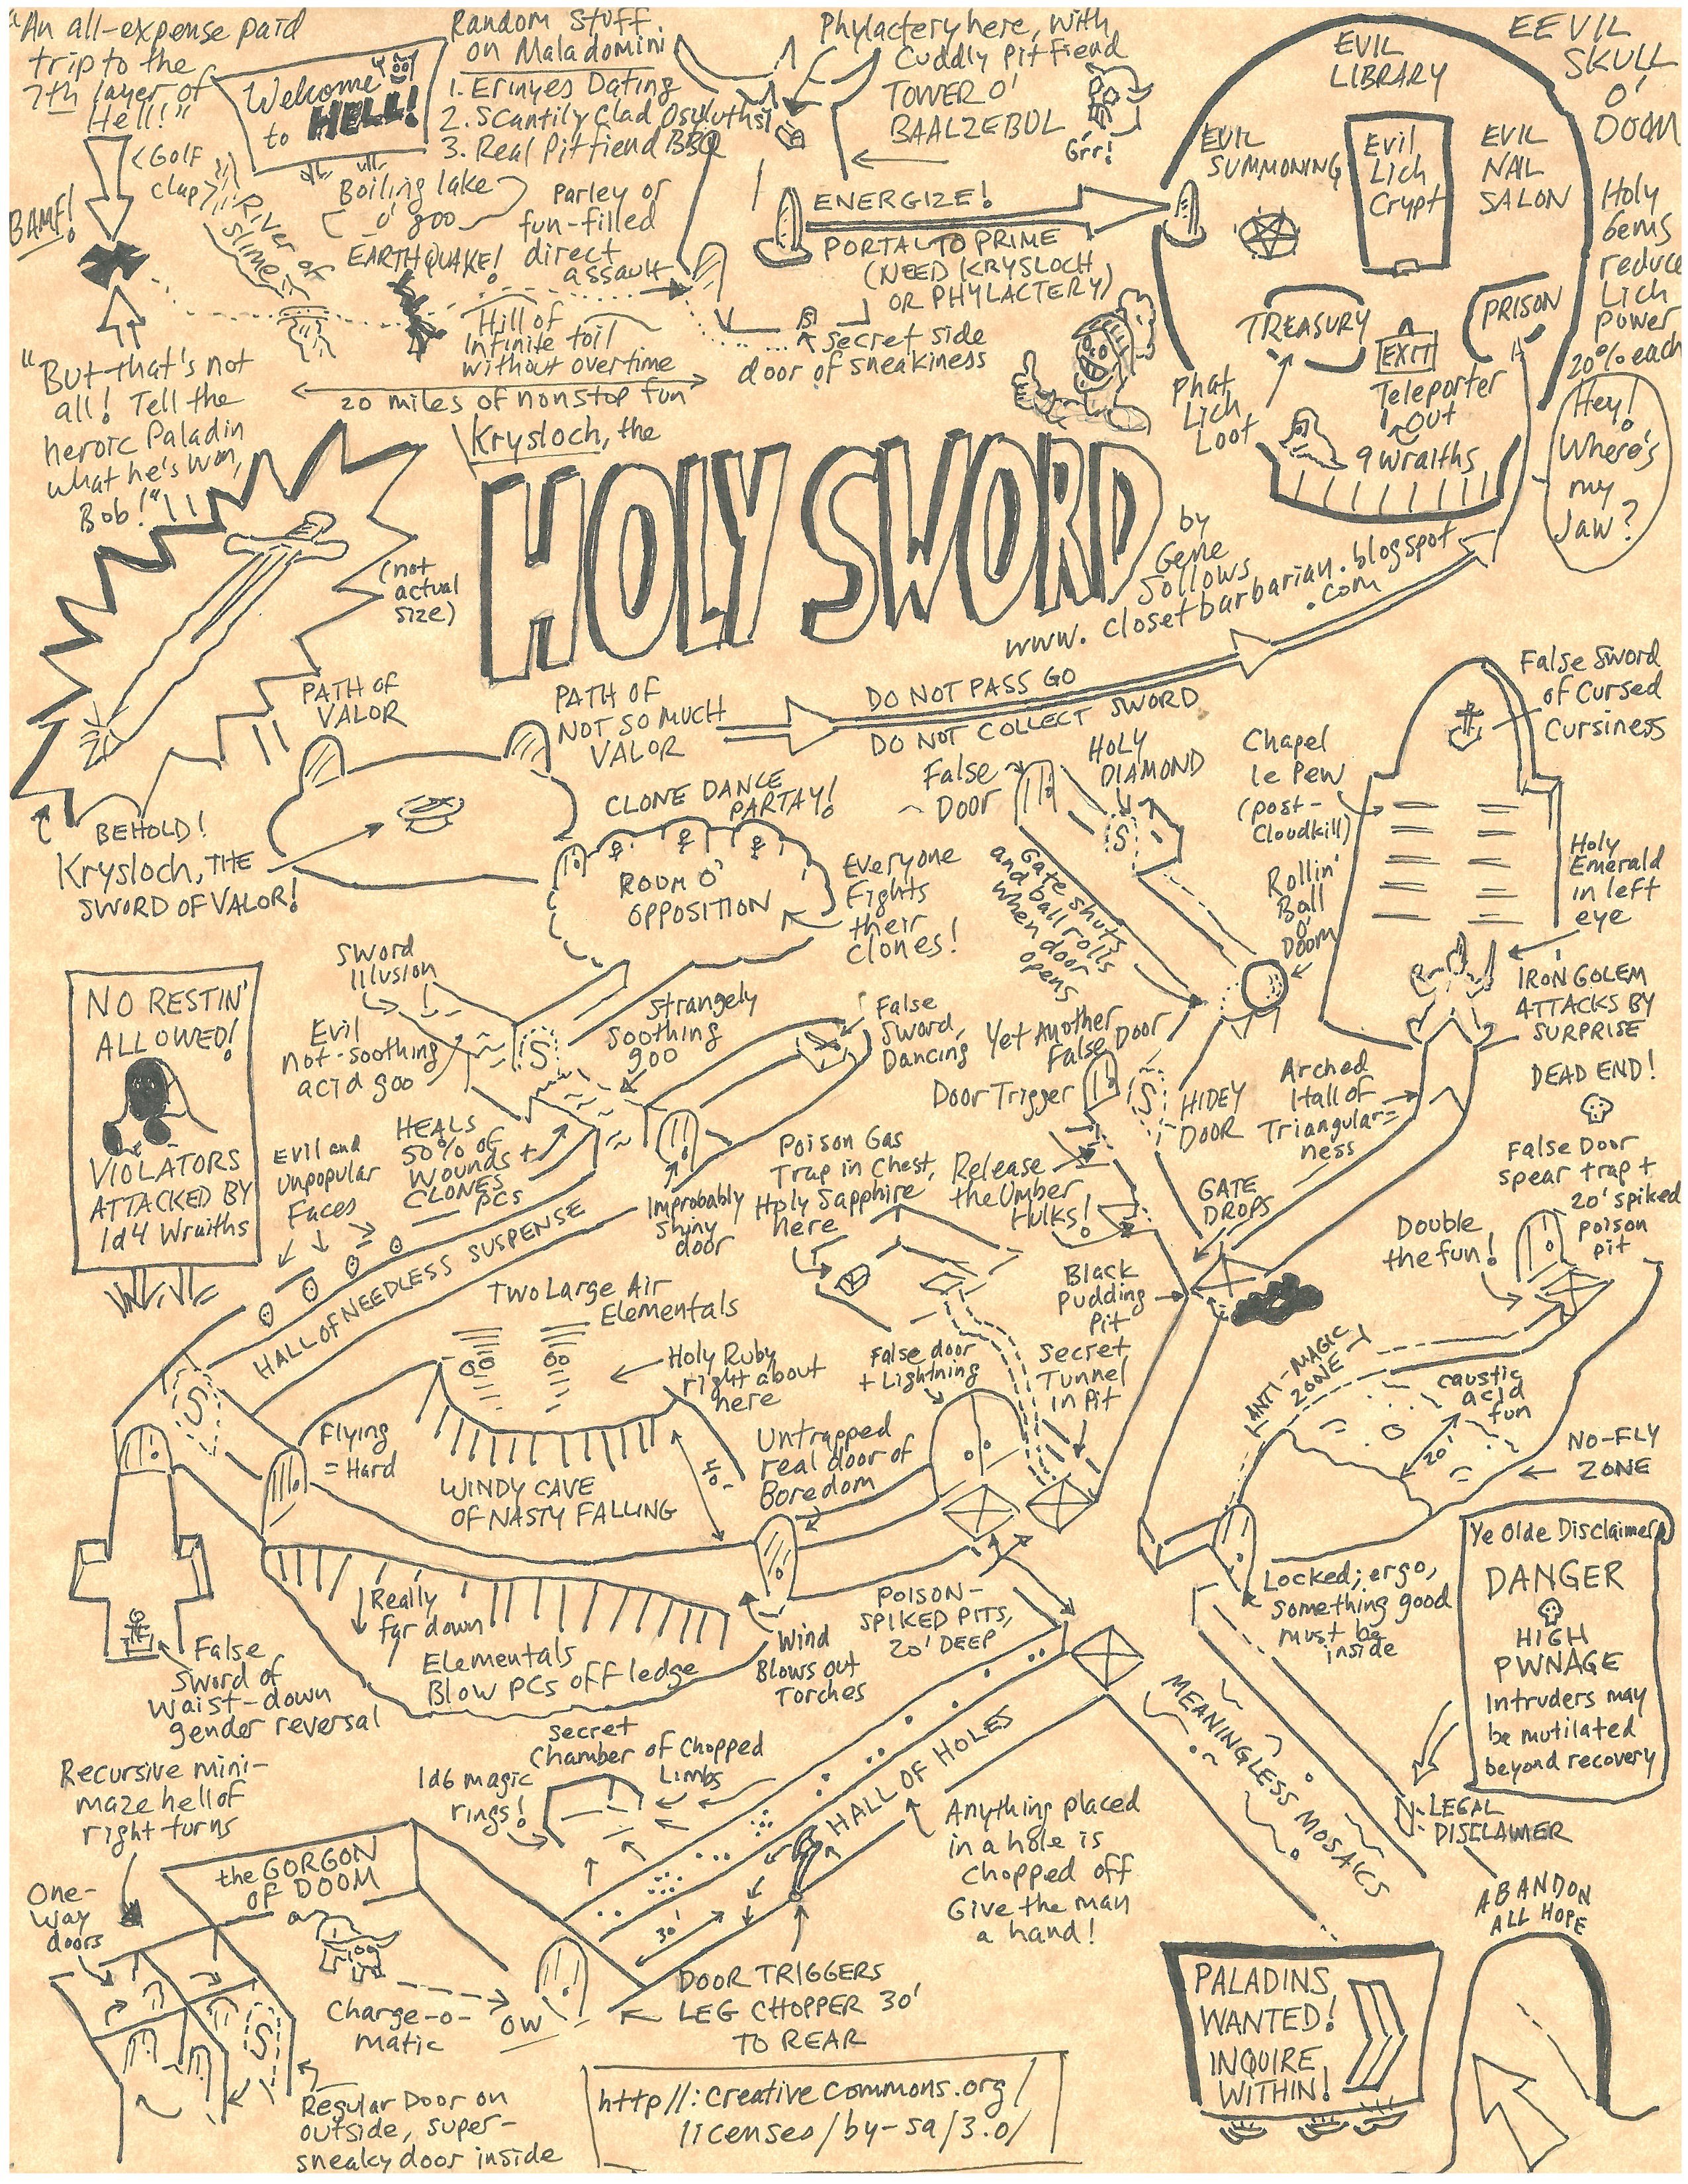 "An all-expense paid
trip to the
7th layer of
Hell!"
Welcome
to HELL!
Random Stuff
on Maladomini
1. Erinyes Dating
2. Scantily Clad Osyluths!
3. Real Pitfiend BBQ
Phylactery here, with
Cuddly Pit Fiend
TOWER O'
BAALZEBUL
Grr!
EEVIL
SKULL
O'
DOOM
EVIL
LIBRARY
EVIL
SUMMONING
Evil
Lich
Crypt
EVIL
NAIL
SALON
Holy
Gems
reduce
Lich
power
20% each
TREASURY
PRISON
EXIT
Teleporter
Out
Phat
Lich
Loot
9 wraiths
Hey!
Where's
my
Jaw?
<Golf
clap>
BAMF!
River of
slime
Boiling lake
o' goo
EARTHQUAKE!
Parley or
fun-filled
direct
assault
ENERGIZE!
PORTAL TO PRIME
(NEED KRYSLOCH
OR PHYLACTERY)
Hill of
Infinite toil
without overtime
secret side
door of sneakiness
20 miles of nonstop fun
"But that's not
all! Tell the
heroic Paladin
what he's won,
Bob!"
Krysloch, the
HOLY SWORD
by
Gene
Sollows
www.closetbarbarian.blogspot
.com
(not
actual
size)
PATH OF
VALOR
PATH OF
NOT SO MUCH
VALOR
DO NOT PASS GO
DO NOT COLLECT SWORD
BEHOLD!
Krysloch, THE
SWORD OF VALOR!
CLONE DANCE
PARTAY!
ROOM O'
OPPOSITION
Everyone
Fights
their
clones!
False
Door
HOLY
DIAMOND
Gate shuts
and ball rolls
when door
opens
Rollin'
Ball
O'
Doom
Chapel
le Pew
(post-
Cloudkill)
False Sword
of Cursed
Cursiness
Holy
Emerald
in left
eye
IRON GOLEM
ATTACKS BY
SURPRISE
DEAD END!
NO RESTIN'
ALLOWED!
VIOLATORS
ATTACKED BY
1d4 Wraiths
Sword
Illusion
Evil
not-soothing
acid goo
S
Strangely
Soothing
goo
False
Sword,
Dancing
Yet Another
False Door
Door Trigger
S
HIDEY
DOOR
Arched
Hall of
Triangular=
ness
Evil and
Unpopular
Faces
HEALS
50% of
Wounds +
CLONES
PCs
Improbably
shiny
door
Poison Gas
Trap in Chest,
Holy Sapphire
here
Release
the Umber
Hulks!
GATE
DROPS
False Door
spear trap +
20' spiked
poison
pit
Double
the fun!
HALL OF NEEDLESS SUSPENSE
Two Large Air
Elementals
Holy Ruby
right about
here
False door
+ Lightning
Black
Pudding
Pit
Secret
Tunnel
in Pit
ANTI-MAGIC
ZONE
caustic
acid
fun
20'
NO-FLY
ZONE
S
Flying
= Hard
WINDY CAVE
OF NASTY FALLING
Untrapped
real door of
Boredom
Really
far down
Elementals
Blow PCs off ledge
Wind
Blows out
Torches
POISON-
SPIKED PITS,
20' DEEP
Locked; ergo,
something good
must be
inside
Ye Olde Disclaimer
DANGER
HIGH
PWNAGE
Intruders may
be mutilated
beyond recovery
False
Sword of
Waist-down
gender reversal
MEANINGLESS MOSAICS
LEGAL
DISCLAIMER
Recursive mini-
maze hell of
right turns
Secret
Chamber of Chopped
Limbs
1d6 magic
rings!
HALL OF HOLES
Anything placed
in a hole is
chopped off
Give the man
a hand!
One-
way
doors
the GORGON
OF DOOM
30'
DOOR TRIGGERS
LEG CHOPPER 30'
TO REAR
Charge-o-
matic
OW
S
Regular Door on
outside, super-
sneaky door inside
http//:creativecommons.org/
licenses/by-sa/3.0/
ABANDON
ALL HOPE
PALADINS
WANTED!
INQUIRE
WITHIN!